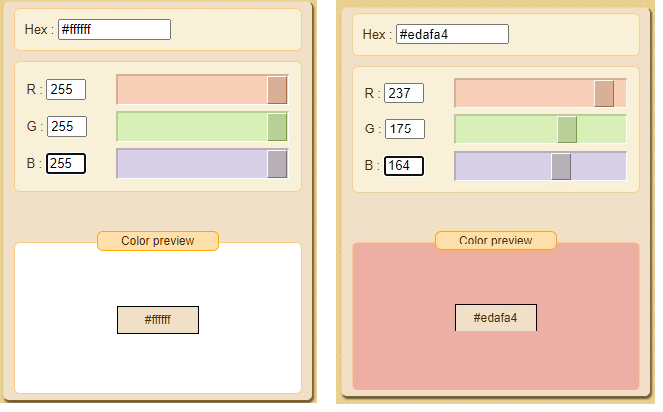 Hex : #ffffff
R : 255
G : 255
B : 255
Color preview
#ffffff
Hex : #edafa4
R : 237
G : 175
B : 164
Color preview
#edafa4